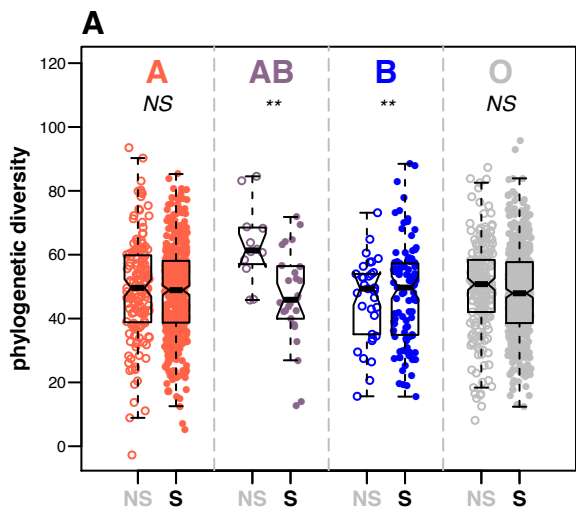 A
A AB B O
NS ** ** NS
phylogenetic diversity
120
100
80
60
40
20
0
NS S NS S NS S NS S